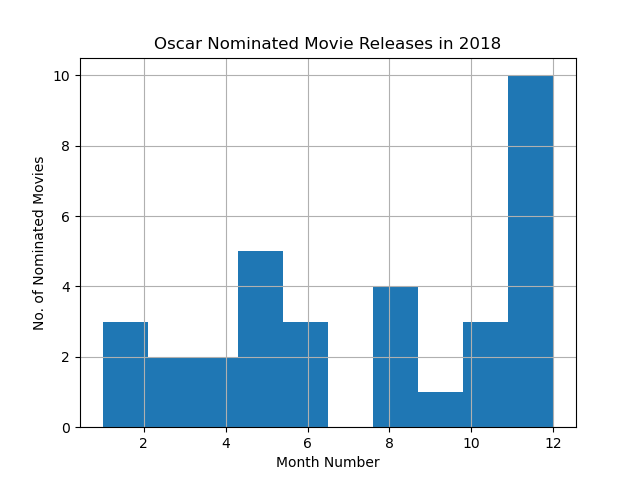 Oscar Nominated Movie Releases in 2018
10
8
6
4
2
0
No. of Nominated Movies
2 4 6 8 10 12
Month Number